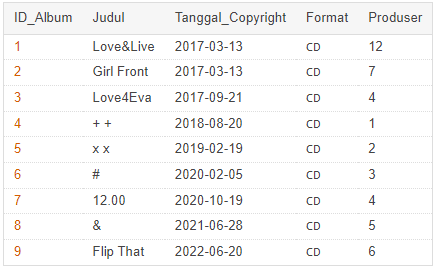 ID_Album Judul Tanggal_Copyright Format Produser
1 Love&Live 2017-03-13 CD 12
2 Girl Front 2017-03-13 CD 7
3 Love4Eva 2017-09-21 CD 4
4 + + 2018-08-20 CD 1
5 x x 2019-02-19 CD 2
6 # 2020-02-05 CD 3
7 12.00 2020-10-19 CD 4
8 & 2021-06-28 CD 5
9 Flip That 2022-06-20 CD 6